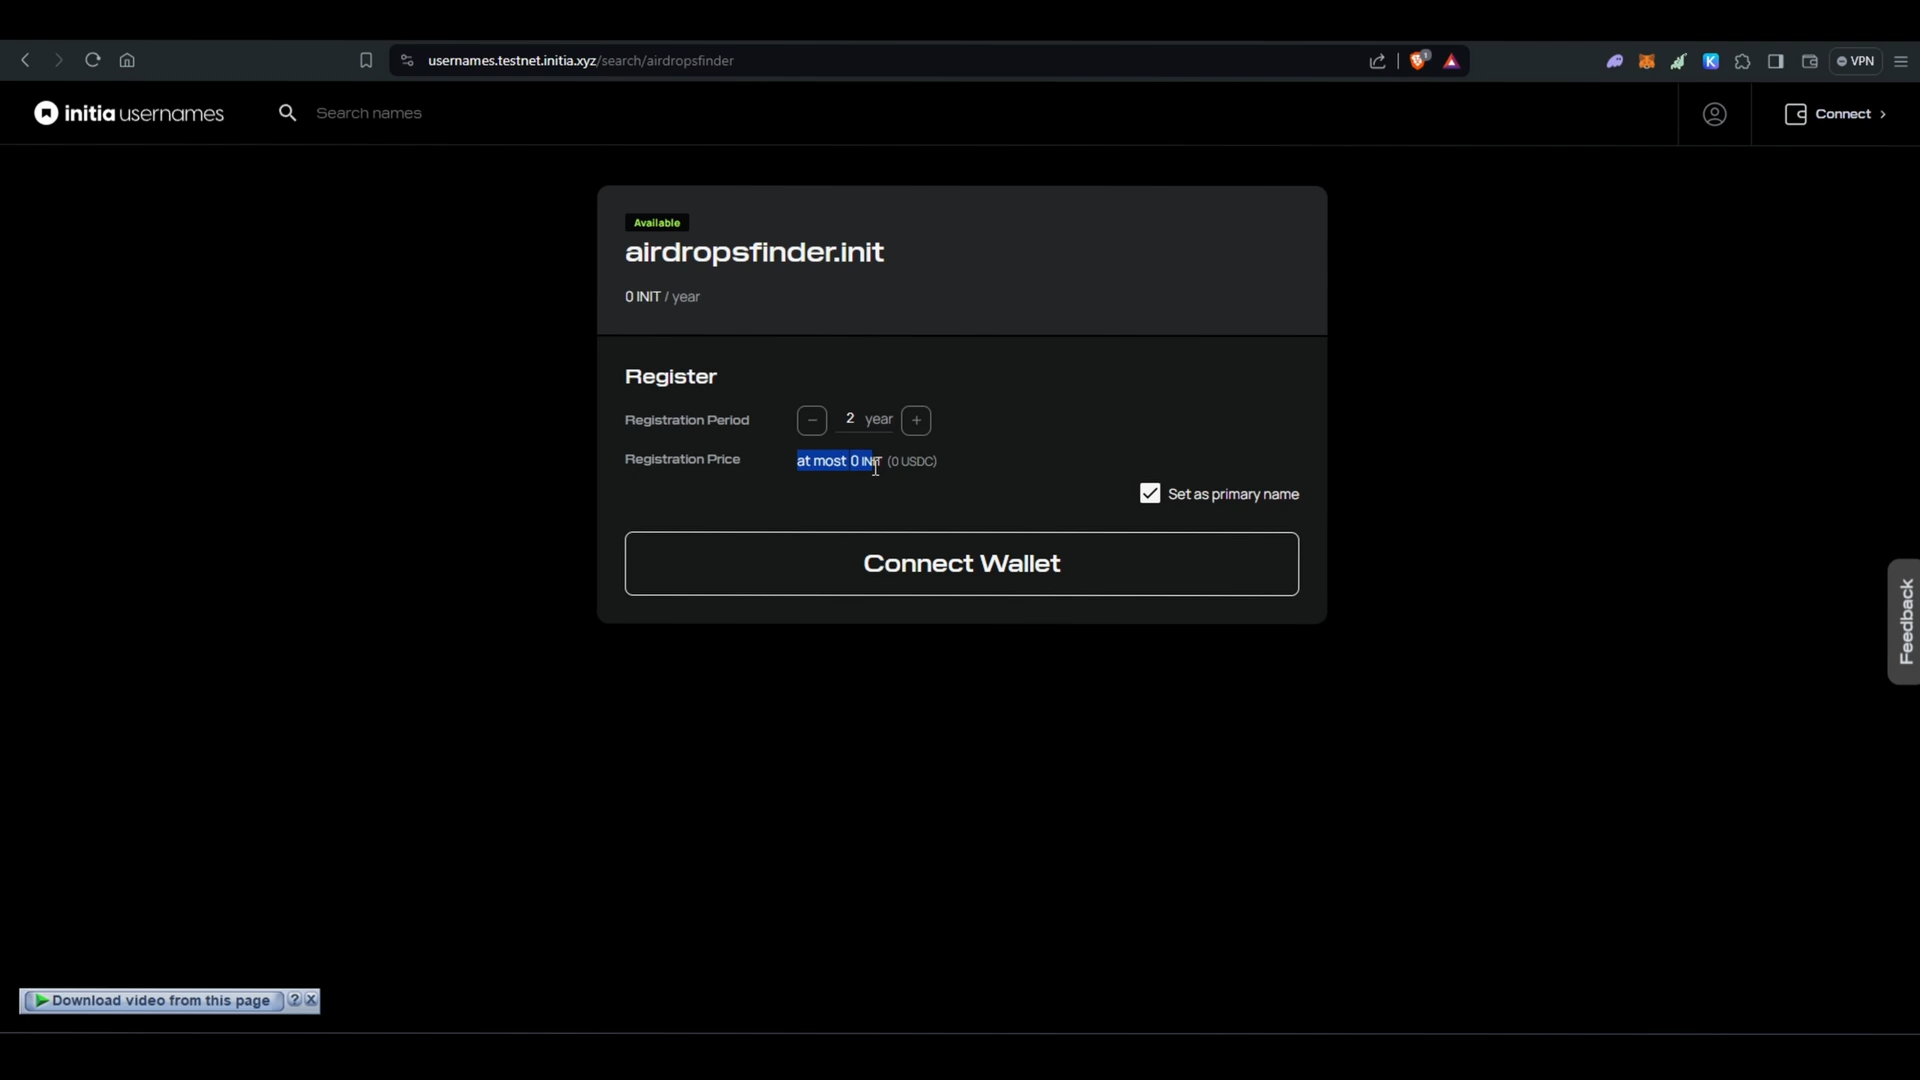 usernames.testnet.initia.xyz/search/airdropsfinder
1
VPN
initia usernames
Search names
Connect >
Available
airdropsfinder.init
0 INIT / year
Register
Registration Period
− 2 year +
Registration Price
at most 0 INIT (0 USDC)
Set as primary name
Connect Wallet
Feedback
Download video from this page ? X